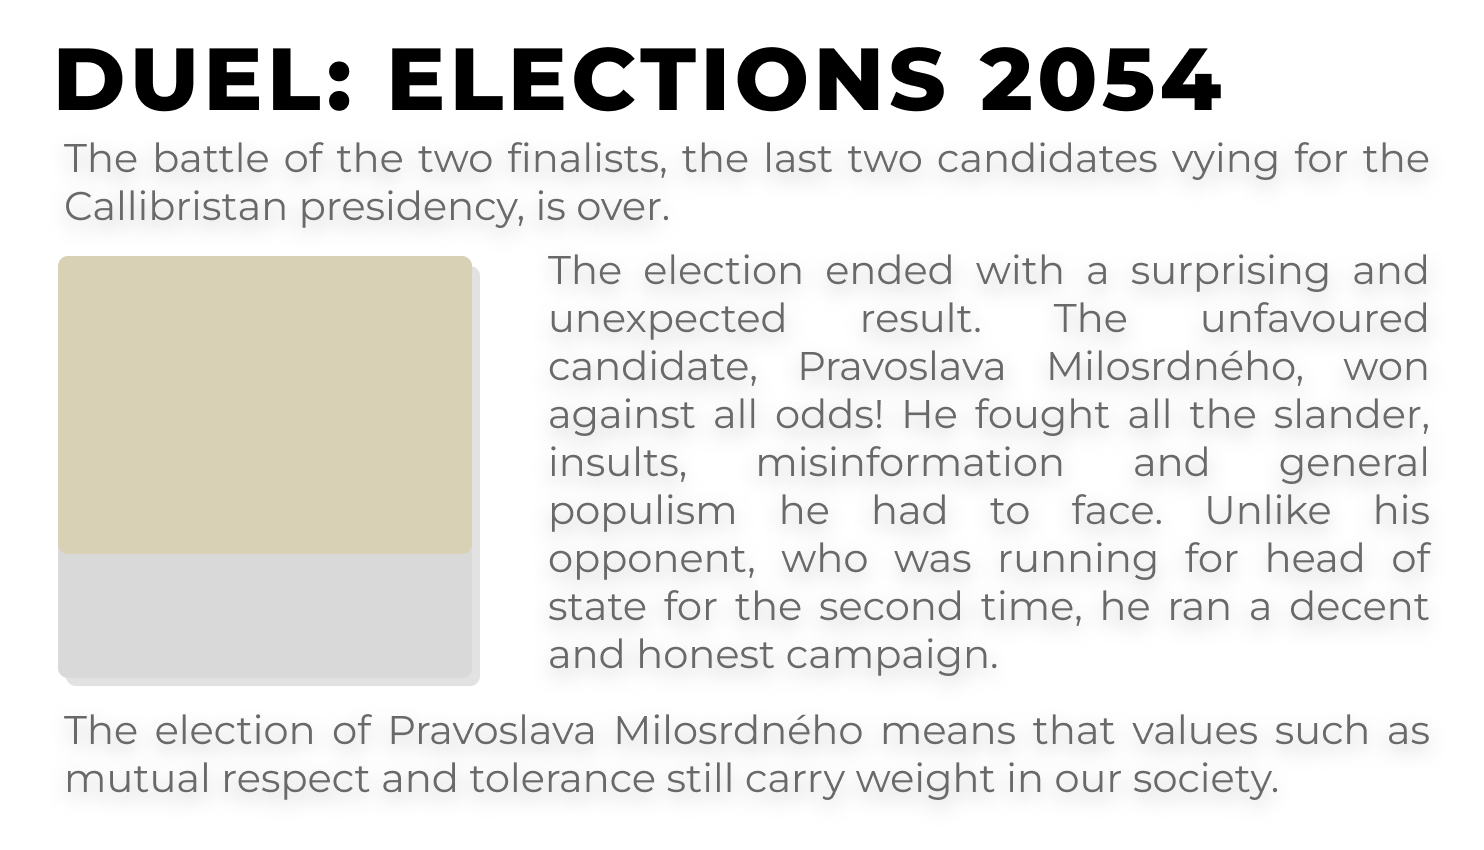 DUEL: ELECTIONS 2054
The battle of the two finalists, the last two candidates vying for the
Callibristan presidency, is over.
The election ended with a surprising and
unexpected result. The unfavoured
candidate, Pravoslava Milosrdného, won
against all odds! He fought all the slander,
insults, misinformation and general
populism he had to face. Unlike his
opponent, who was running for head of
state for the second time, he ran a decent
and honest campaign.
The election of Pravoslava Milosrdného means that values such as
mutual respect and tolerance still carry weight in our society.